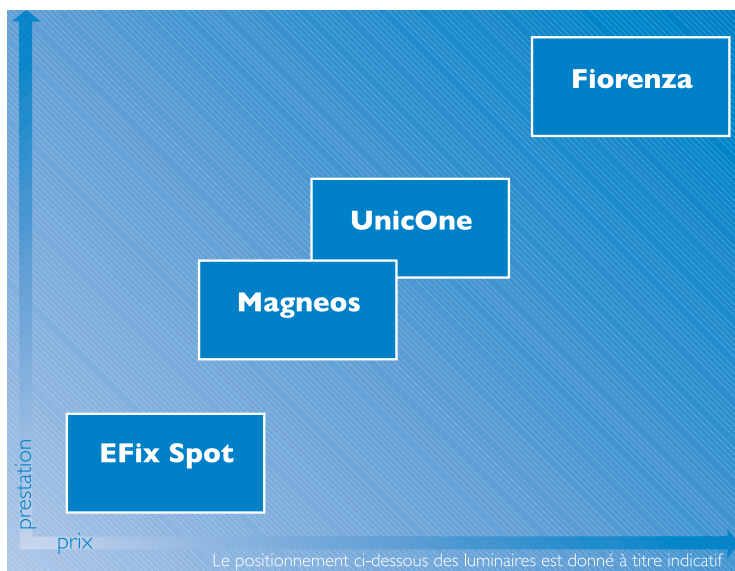 Fiorenza
UnicOne
Magneos
EFix Spot
prestation
prix
Le positionnement ci-dessous des luminaires est donné à titre indicatif